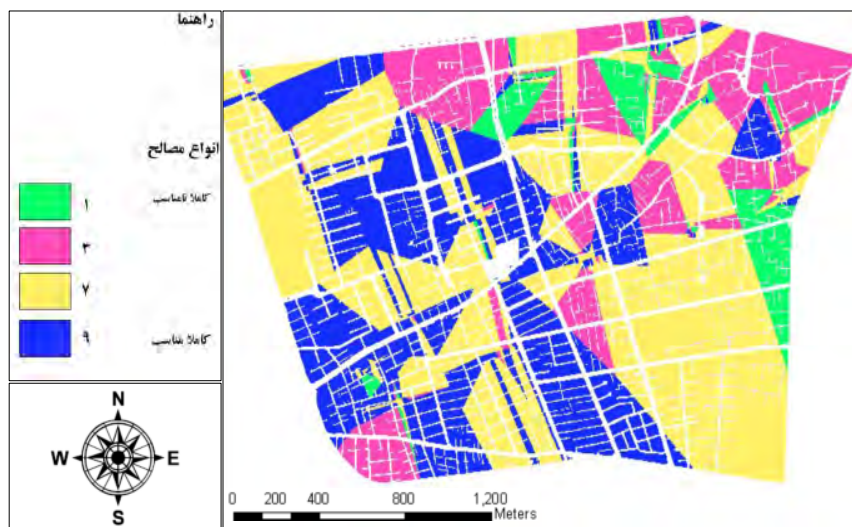 راهنما
انواع مصالح
۱ کاملا نامناسب
۳
۷
۹ کاملا مناسب
N
W E
S
0 200 400 800 1,200
Meters